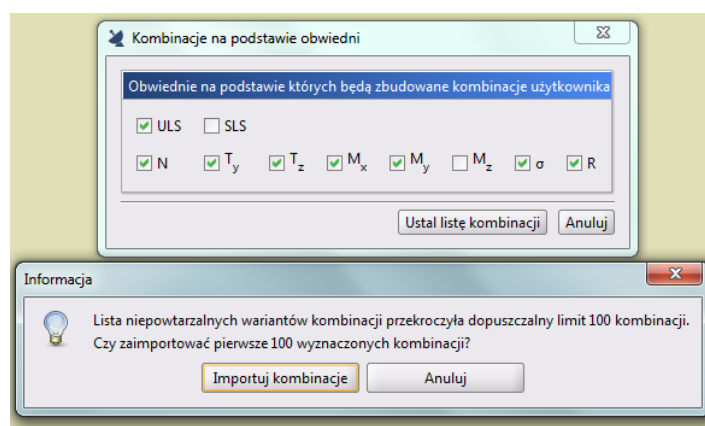 Kombinacje na podstawie obwiedni
Obwiednie na podstawie których będą zbudowane kombinacje użytkownika
ULS SLS
N Ty Tz Mx My Mz σ R
Ustal listę kombinacji Anuluj
Informacja
Lista niepowtarzalnych wariantów kombinacji przekroczyła dopuszczalny limit 100 kombinacji.
Czy zaimportować pierwsze 100 wyznaczonych kombinacji?
Importuj kombinacje Anuluj